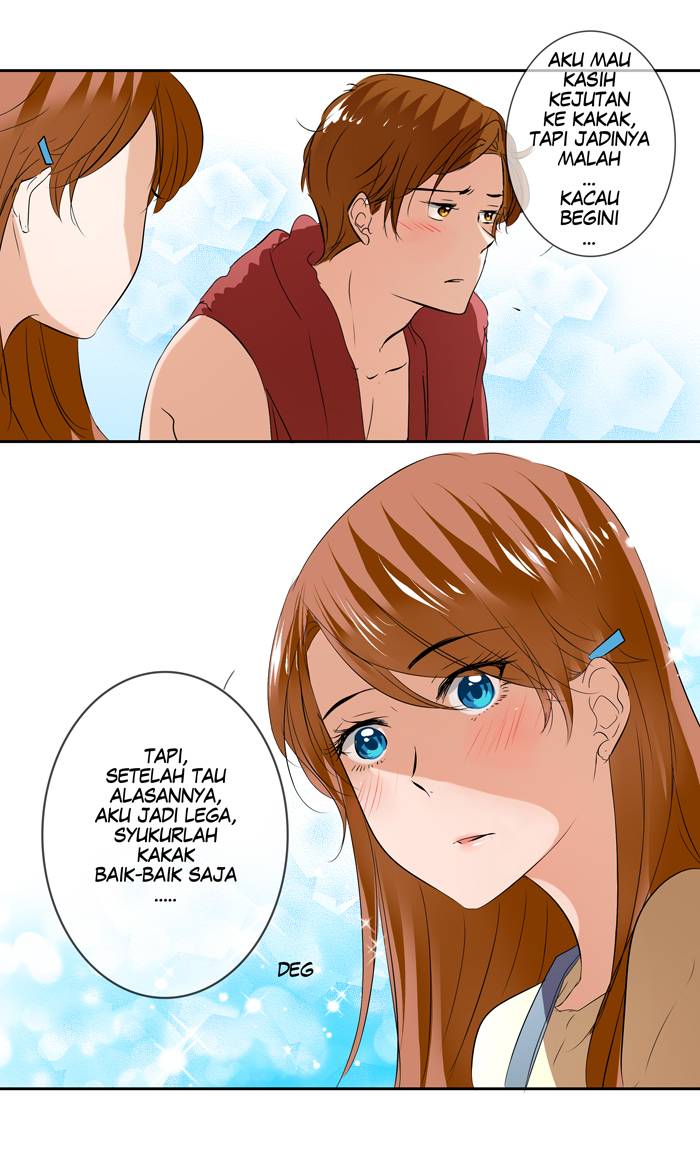 AKU MAU
KASIH
KEJUTAN
KE KAKAK,
TAPI JADINYA
MALAH
...
KACAU
BEGINI
...
TAPI,
SETELAH TAU
ALASANNYA,
AKU JADI LEGA,
SYUKURLAH
KAKAK
BAIK-BAIK SAJA
.....
DEG